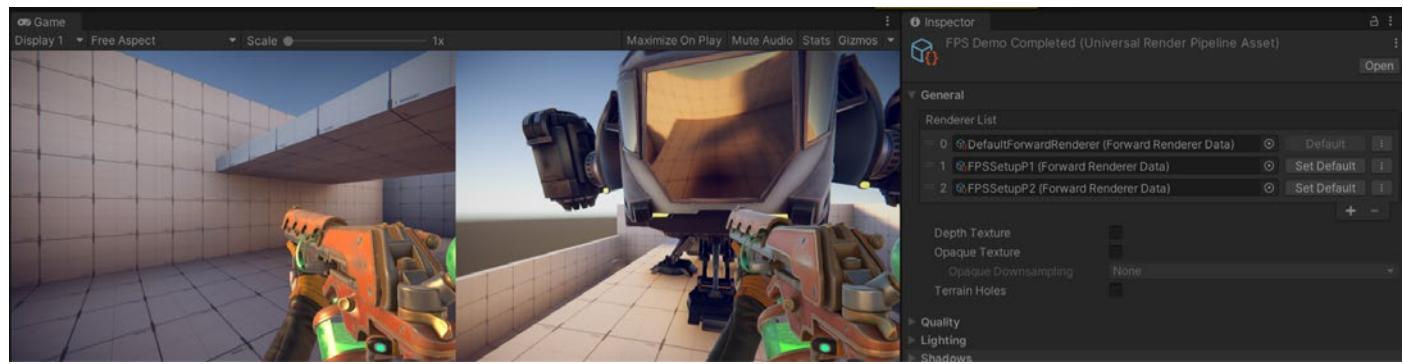 Game
Display 1 Free Aspect Scale 1x Maximize On Play Mute Audio Stats Gizmos
Inspector
FPS Demo Completed (Universal Render Pipeline Asset)
Open
General
Renderer List
0 DefaultForwardRenderer (Forward Renderer Data) Default
1 FPSSetupP1 (Forward Renderer Data) Set Default
2 FPSSetupP2 (Forward Renderer Data) Set Default
+ -
Depth Texture
Opaque Texture
Opaque Downsampling None
Terrain Holes
Quality
Lighting
Shadows